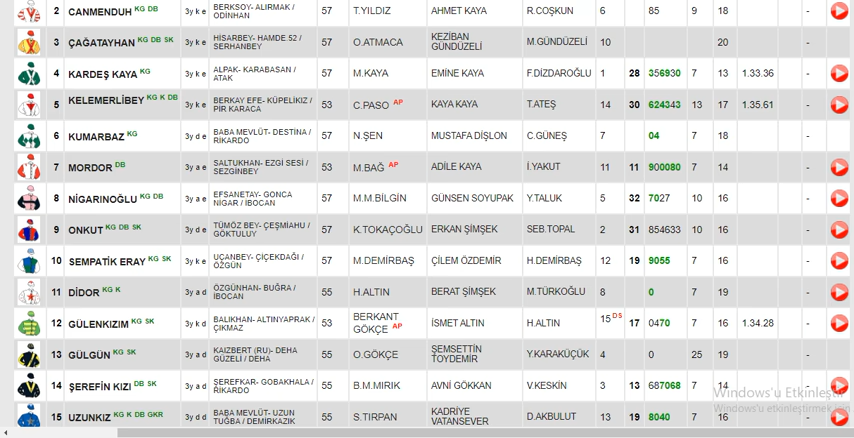 2 CANMENDUH KG DB 3y k e BERKSOY- ALIRMAK / ODİNHAN 57 T.YILDIZ AHMET KAYA R.COŞKUN 6 85 9 18 -
3 ÇAĞATAYHAN KG DB SK 3y k e HİSARBEY- HAMDE.52 / SERHANBEY 57 O.ATMACA KEZİBAN GÜNDÜZELİ M.GÜNDÜZELİ 10 20 -
4 KARDEŞ KAYA KG 3y k e ALPAK- KARABASAN / ATAK 57 M.KAYA EMİNE KAYA F.DİZDAROĞLU 1 28 356930 7 13 1.33.36 -
5 KELEMERLİBEY KG K DB 3y k e BERKAY EFE- KÜPELİKIZ / PİR KARACA 53 C.PASO AP KAYA KAYA T.ATEŞ 14 30 624343 13 17 1.35.61 -
6 KUMARBAZ KG 3y d e BABA MEVLÜT- DESTİNA / RİKARDO 57 N.ŞEN MUSTAFA DİŞLON C.GÜNEŞ 7 04 7 18 -
7 MORDOR DB 3y a e SALTUKHAN- EZGİ SESİ / SEZGİNBEY 53 M.BAĞ AP ADİLE KAYA İ.YAKUT 11 11 900080 7 14 -
8 NİGARINOĞLU KG DB 3y a e EFSANETAY- GONCA NİGAR / İBOCAN 57 M.M.BİLGİN GÜNSEN SOYUPAK Y.TALUK 5 32 7027 10 16 -
9 ONKUT KG DB SK 3y d e TÜMÖZ BEY- ÇEŞMİAHU / GÖKTULUY 57 K.TOKAÇOĞLU ERKAN ŞİMŞEK SEB.TOPAL 2 31 854633 10 16 -
10 SEMPATİK ERAY KG SK 3y k e UÇANBEY- ÇİÇEKDAĞI / ÖZGÜN 57 M.DEMİRBAŞ ÇİLEM ÖZDEMİR H.DEMİRBAŞ 12 19 9055 7 16 -
11 DİDOR KG K 3y a d ÖZGÜNHAN- BUĞRA / İBOCAN 55 H.ALTIN BERAT ŞİMŞEK M.TÜRKOĞLU 8 0 7 19 -
12 GÜLENKIZIM KG SK 3y k d BALIKHAN- ALTINYAPRAK / ÇIKMAZ 53 BERKANT GÖKÇE AP İSMET ALTIN H.ALTIN 15 DS 17 0470 7 16 1.34.28 -
13 GÜLGÜN KG SK 3y a d KAIZBERT (RU)- DEHA GÜZELİ / DEHA 55 O.GÖKÇE ŞEMSETTİN TOYDEMİR Y.KARAKÜÇÜK 4 0 25 19 -
14 ŞEREFİN KIZI DB SK 3y a d ŞEREFKAR- GOBAKHALA / RİKARDO 55 B.M.MIRIK AVNİ GÖKKAN V.KESKİN 3 13 687068 7 14 -
15 UZUNKIZ KG K DB GKR 3y d d BABA MEVLÜT- UZUN TUĞBA / DEMİRKAZIK 55 S.TIRPAN KADRİYE VATANSEVER D.AKBULUT 13 19 8040 7 16 -
Windows'u Etkinleştir
Windows'u etkinleştirmek için